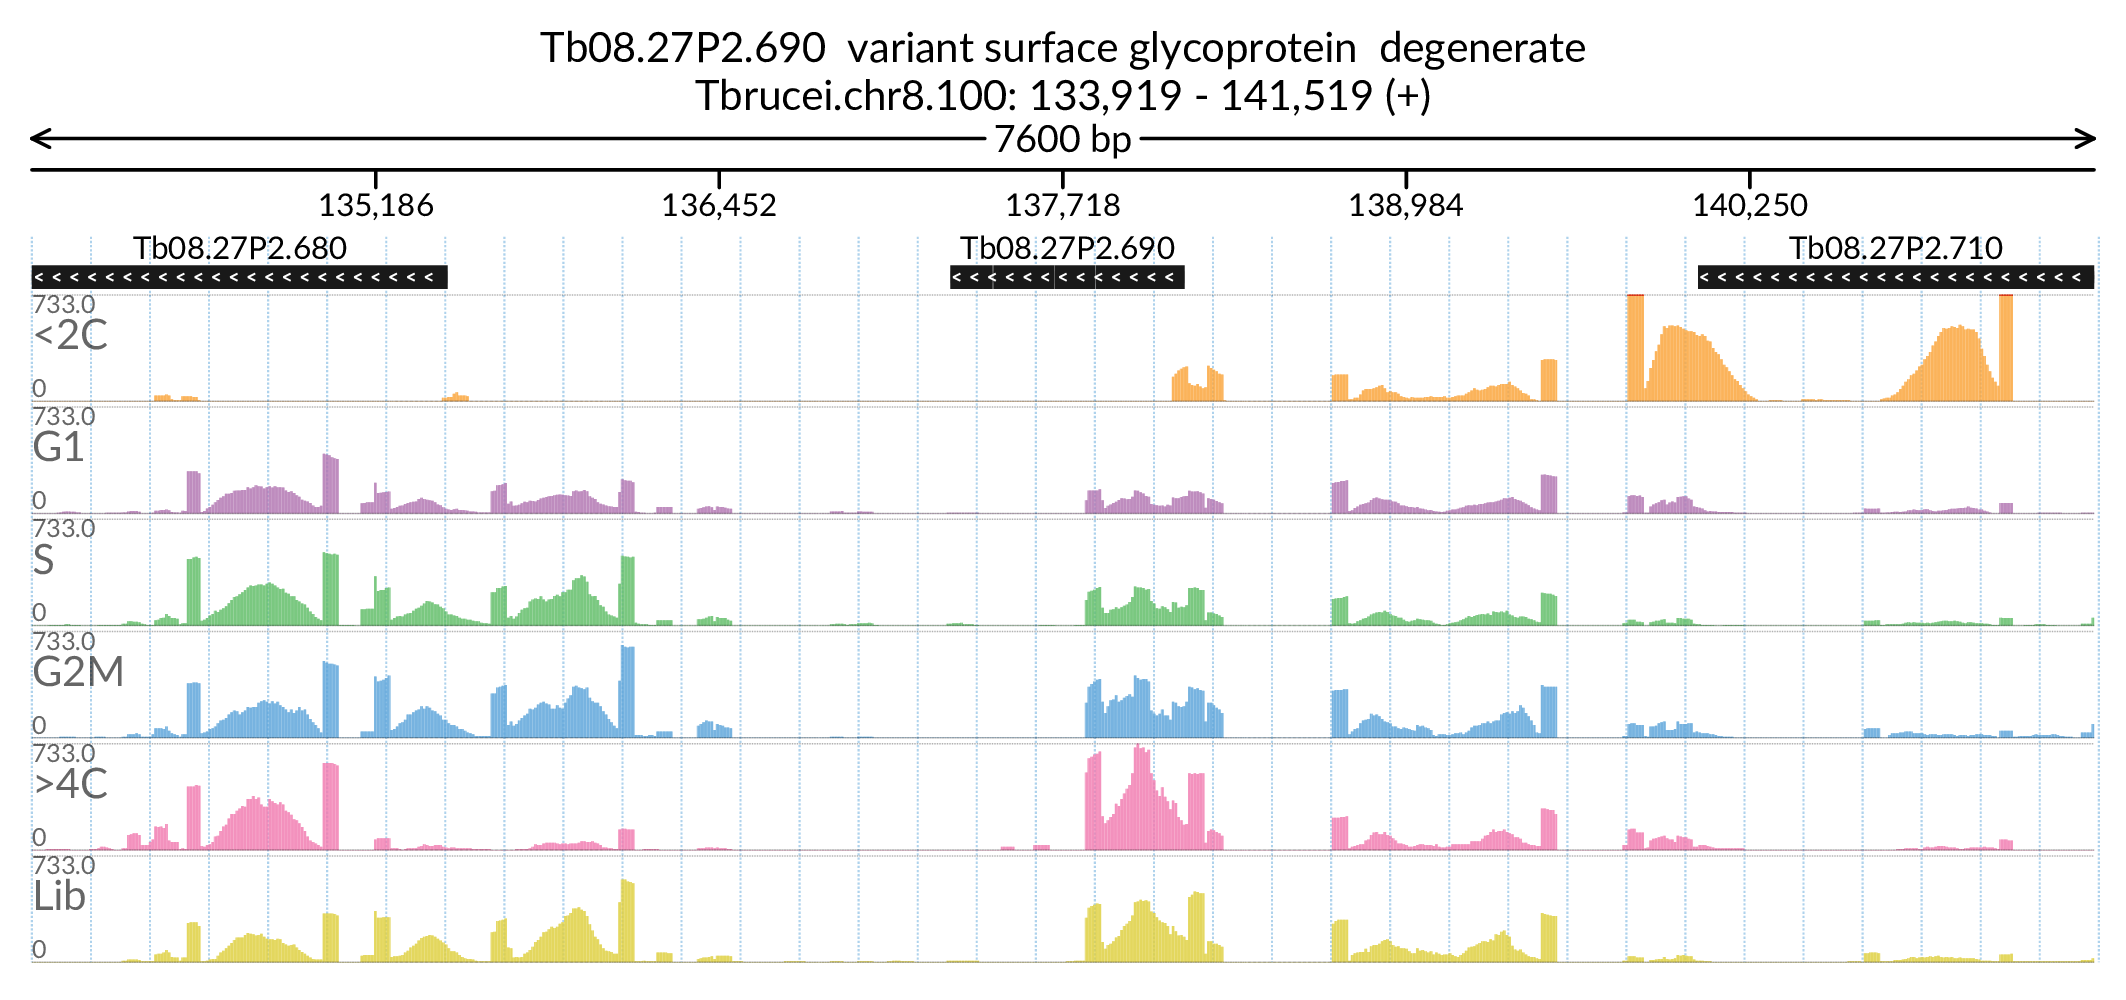 Tb08.27P2.690 variant surface glycoprotein degenerate
Tbrucei.chr8.100: 133,919 - 141,519 (+)
7600 bp
135,186 136,452 137,718 138,984 140,250
Tb08.27P2.680 Tb08.27P2.690 Tb08.27P2.710
733.0
<2C
0
733.0
G1
0
733.0
S
0
733.0
G2M
0
733.0
>4C
0
733.0
Lib
0